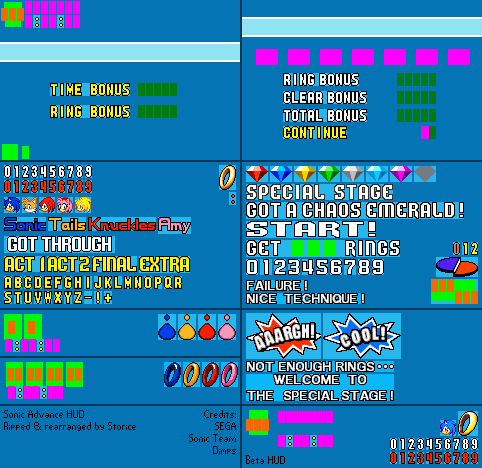 TIME BONUS
RING BONUS
RING BONUS
CLEAR BONUS
TOTAL BONUS
CONTINUE
0123456789
0123456789
Sonic Tails Knuckles Amy
GOT THROUGH
ACT 1 ACT 2 FINAL EXTRA
ABCDEFGHIJKLMNOPQR
STUVWXYZ-!+
SPECIAL STAGE
GOT A CHAOS EMERALD!
START!
GET RINGS
0123456789
012
FAILURE!
NICE TECHNIQUE!
AAARGH!
COOL!
NOT ENOUGH RINGS···
WELCOME TO
THE SPECIAL STAGE!
Sonic Advance HUD
Ripped & rearranged by Storice
Credits:
SEGA
Sonic Team
Dimps
Beta HUD
0123456789
0123456789